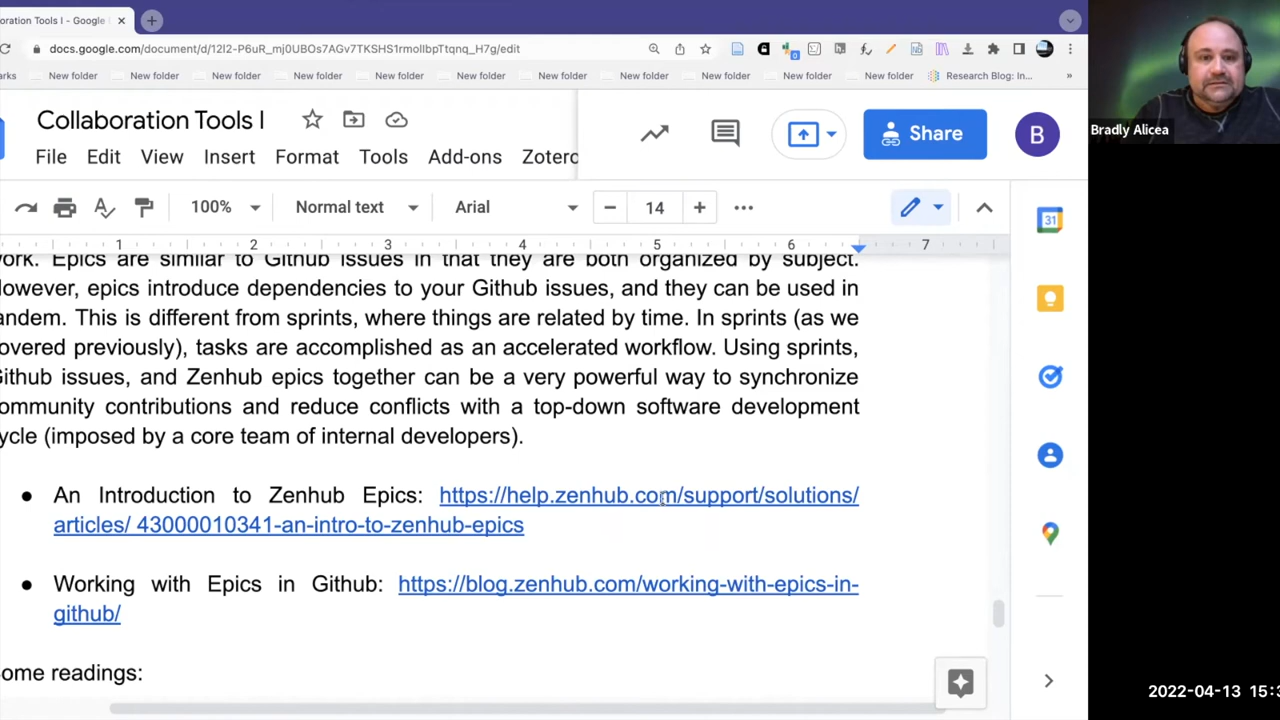 oration Tools I - Google
docs.google.com/document/d/12I2-P6uR_mj0UBOs7AGv7TKSHS1rmoIlbpTtqnq_H7g/edit
arks New folder New folder New folder New folder New folder New folder New folder New folder New folder New folder New folder Research Blog: In... »
Bradly Alicea
Collaboration Tools I
Share
B
File Edit View Insert Format Tools Add-ons Zotero
100% Normal text Arial 14
31
1 2 3 4 5 6 7
work. Epics are similar to Github issues in that they are both organized by subject.
However, epics introduce dependencies to your Github issues, and they can be used in
andem. This is different from sprints, where things are related by time. In sprints (as we
overed previously), tasks are accomplished as an accelerated workflow. Using sprints,
Github issues, and Zenhub epics together can be a very powerful way to synchronize
ommunity contributions and reduce conflicts with a top-down software development
ycle (imposed by a core team of internal developers).
● An Introduction to Zenhub Epics: https://help.zenhub.com/support/solutions/
articles/ 43000010341-an-intro-to-zenhub-epics
● Working with Epics in Github: https://blog.zenhub.com/working-with-epics-in-
github/
ome readings:
2022-04-13 15:3